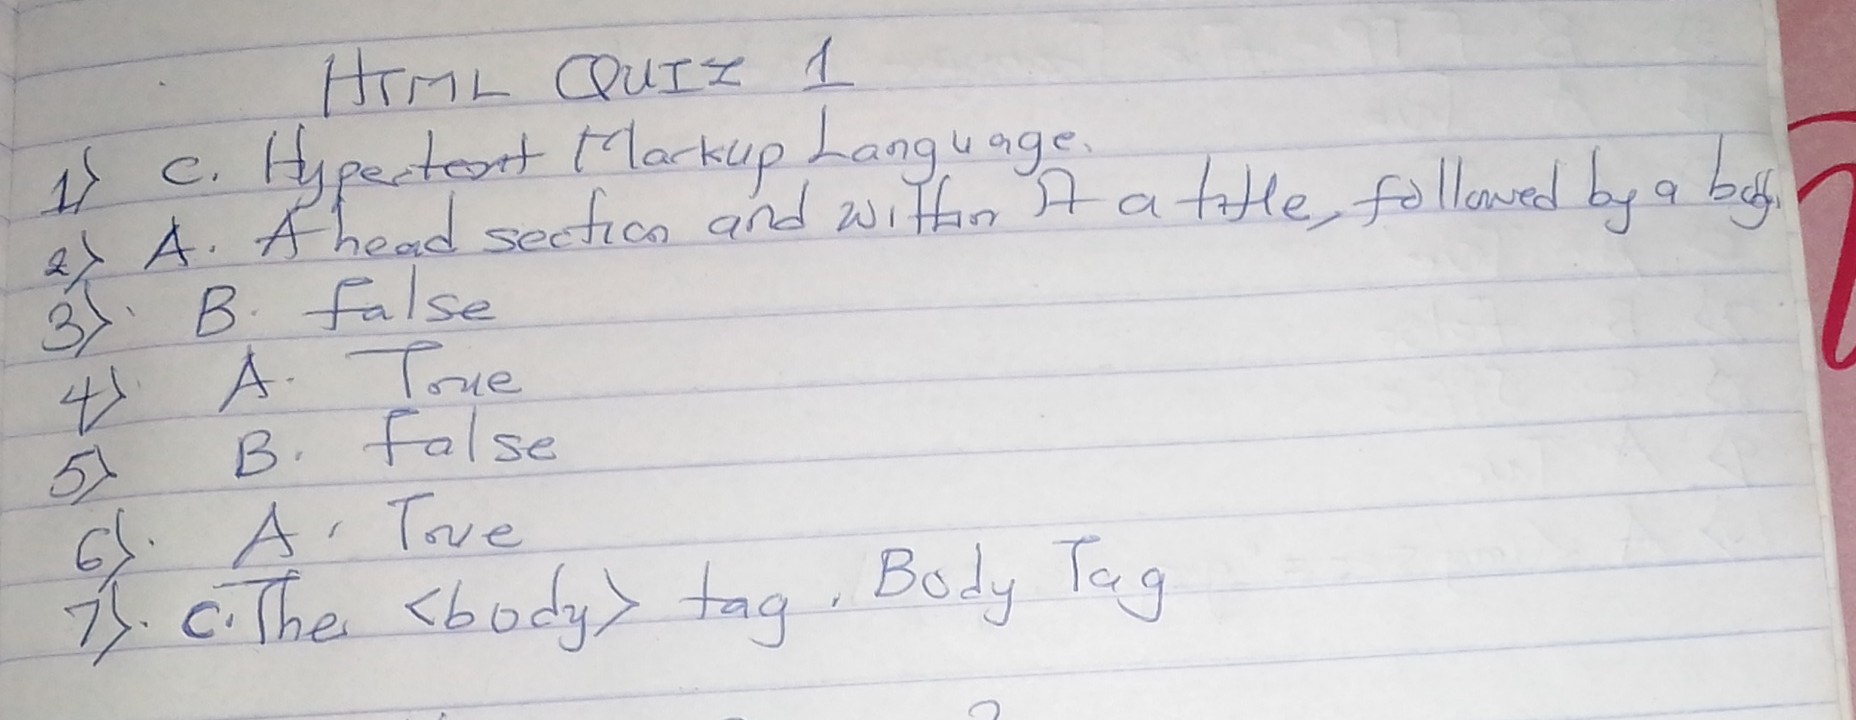 HTML QUIZ 1
1) C. Hypertext Markup Language.
2) A. A head section and within it a title, followed by a body.
3). B. false
4) A. True
5) B. false
6). A. True
7). C. The <body> tag. Body Tag